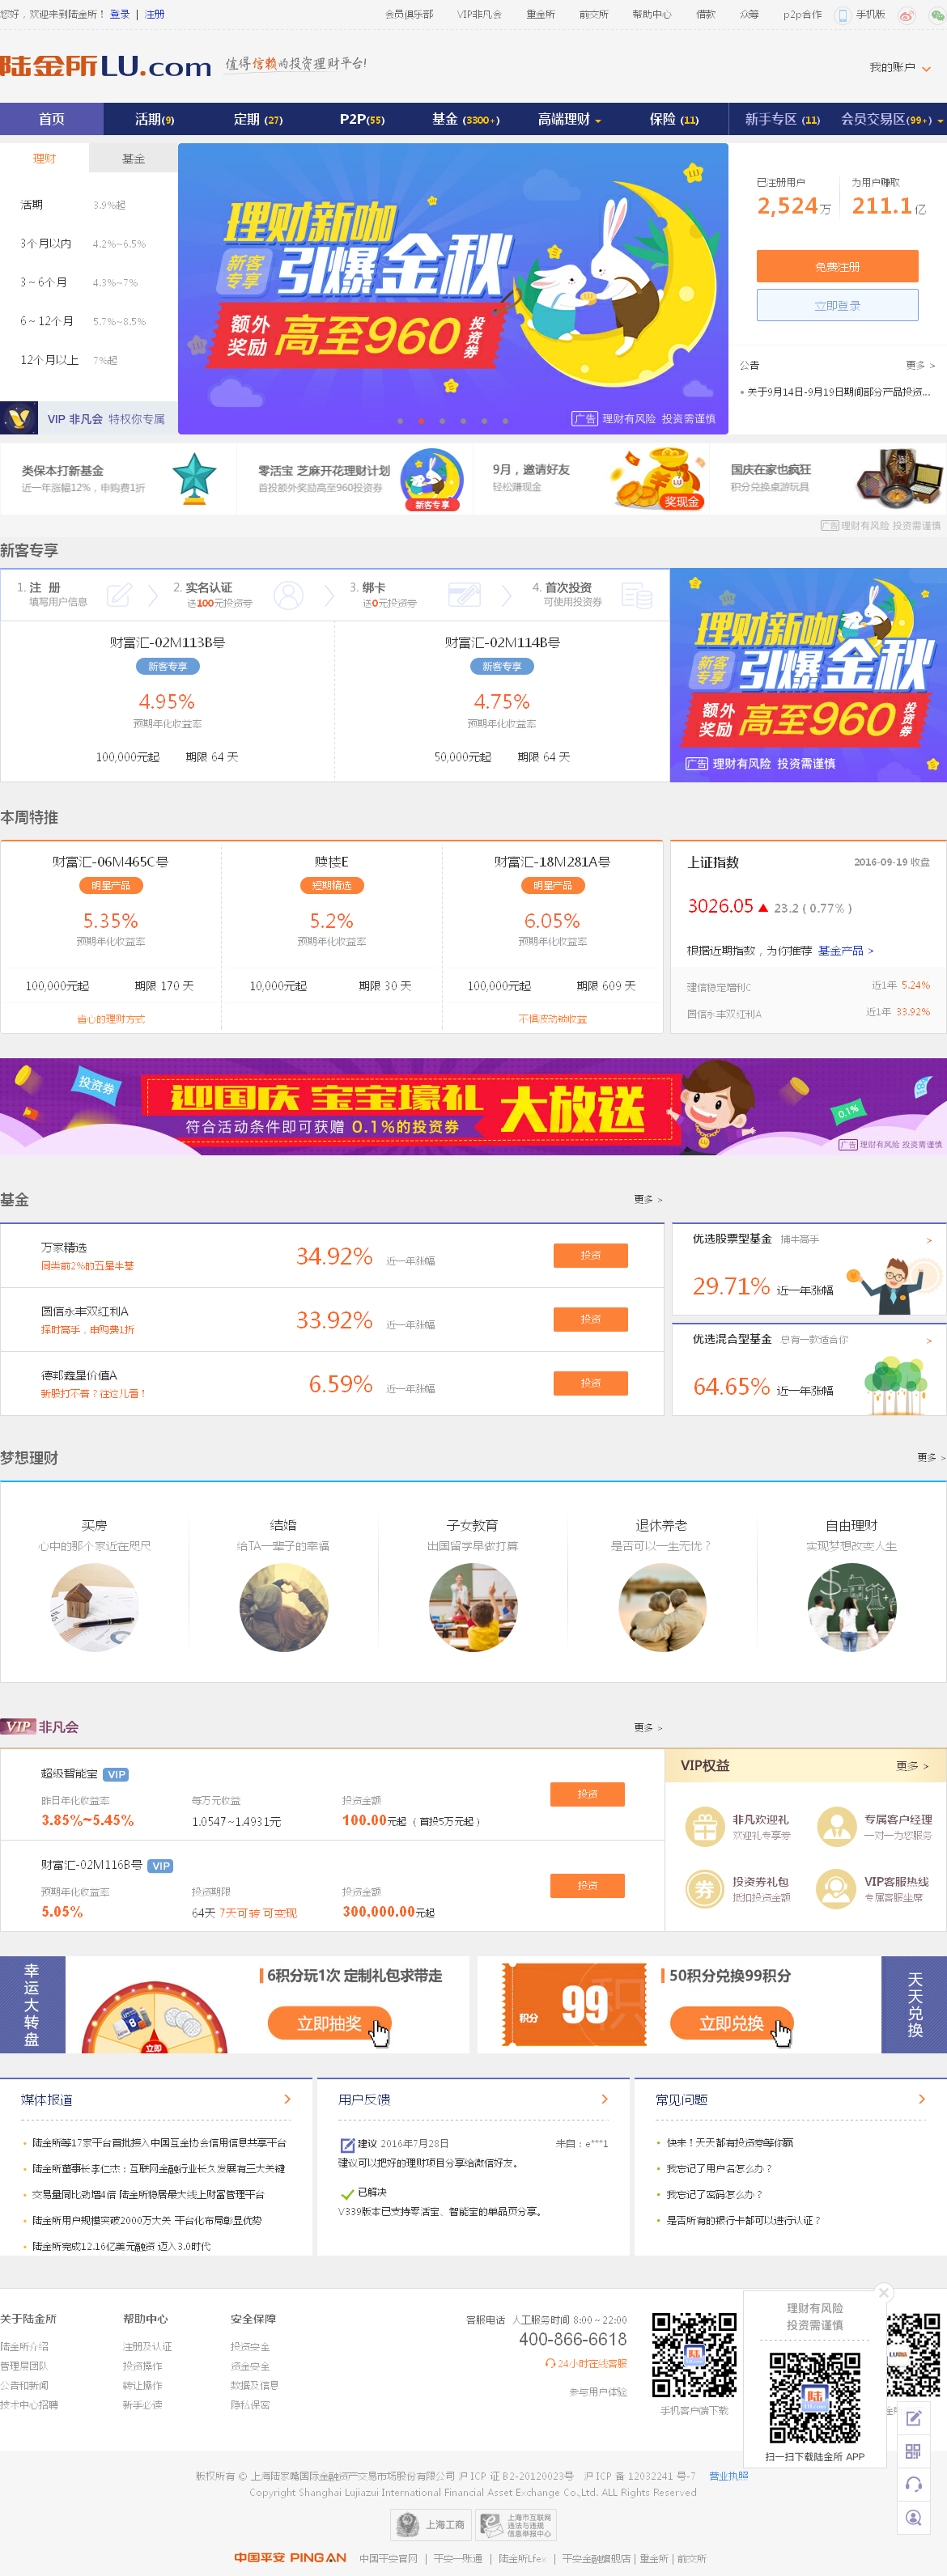 您好，欢迎来到陆金所！ 登录 | 注册
会员俱乐部 VIP非凡会 重金所 前交所 帮助中心 借款 众筹 p2p合作 手机版
陆金所LU.com 值得信赖的投资理财平台!
我的账户
首页 活期(9) 定期 (27) P2P(55) 基金 (3300+) 高端理财 保险 (11) 新手专区 (11) 会员交易区(99+)
理财 基金
活期 3.9%起
3个月以内 4.2%~6.5%
3 ~ 6个月 4.3%~7%
6 ~ 12个月 5.7%~8.5%
12个月以上 7%起
VIP 非凡会 特权你专属
理财新咖
新客专享 引爆金秋
额外奖励 高至960 投资券
广告 理财有风险 投资需谨慎
已注册用户 为用户赚取
2,524万 211.1亿
免费注册
立即登录
公告 更多 >
关于9月14日-9月19日期间部分产品投资...
类保本打新基金
近一年涨幅12%，申购费1折
零活宝 芝麻开花理财计划
首投额外奖励高至960投资券
新客专享
9月，邀请好友
轻松赚现金
奖现金
国庆在家也疯狂
积分兑换桌游玩具
广告 理财有风险 投资需谨慎
新客专享
1. 注 册
填写用户信息
2. 实名认证
送100元投资券
3. 绑卡
送0元投资券
4. 首次投资
可使用投资券
财富汇-02M113B号 财富汇-02M114B号
新客专享 新客专享
4.95% 4.75%
预期年化收益率 预期年化收益率
100,000元起 期限 64 天 50,000元起 期限 64 天
理财新咖
新客专享 引爆金秋
额外奖励 高至960 投资券
广告 理财有风险 投资需谨慎
本周特推
财富汇-06M465C号 赎楼E 财富汇-18M281A号
明星产品 短期精选 明星产品
5.35% 5.2% 6.05%
预期年化收益率 预期年化收益率 预期年化收益率
100,000元起 期限 170 天 10,000元起 期限 30 天 100,000元起 期限 609 天
省心的理财方式 不惧波动锁收益
上证指数 2016-09-19 收盘
3026.05 23.2 ( 0.77% )
根据近期指数，为你推荐 基金产品 >
建信稳定增利C 近1年 5.24%
圆信永丰双红利A 近1年 33.92%
投资券
迎国庆 宝宝壕礼 大放送
符合活动条件即可获赠 0.1%的投资券
0.1%
广告 理财有风险 投资需谨慎
基金 更多 >
万家精选
同类前2%的五星牛基
34.92% 近一年涨幅 投资
圆信永丰双红利A
择时高手，申购费1折
33.92% 近一年涨幅 投资
德邦鑫星价值A
新股打不着？往这儿看！
6.59% 近一年涨幅 投资
优选股票型基金 捕牛高手 >
29.71% 近一年涨幅
优选混合型基金 总有一款适合你 >
64.65% 近一年涨幅
梦想理财 更多 >
买房 结婚 子女教育 退休养老 自由理财
心中的那个家近在咫尺 给TA一辈子的幸福 出国留学早做打算 是否可以一生无忧？ 实现梦想改变人生
VIP 非凡会 更多 >
超级智能宝 VIP
昨日年化收益率 每万元收益 投资金额
3.85%~5.45% 1.0547~1.4931元 100.00元起（首投5万元起） 投资
财富汇-02M116B号 VIP
预期年化收益率 投资期限 投资金额
5.05% 64天 7天可转 可变现 300,000.00元起 投资
VIP权益 更多 >
非凡欢迎礼
欢迎礼专享券
专属客户经理
一对一为您服务
券 投资券礼包
抵扣投资金额
VIP客服热线
专属客服坐席
幸运大转盘
6积分玩1次 定制礼包求带走
立即抽奖
立即
积分 99
50积分兑换99积分
立即兑换
天天兑换
媒体报道
陆金所等17家平台首批接入中国互金协会信用信息共享平台
陆金所董事长李仁杰：互联网金融行业长久发展有三大关键
交易量同比劲增4倍 陆金所稳居最大线上财富管理平台
陆金所用户规模突破2000万大关 平台化布局彰显优势
陆金所完成12.16亿美元融资 迈入3.0时代
用户反馈
建议 2016年7月28日 来自：e***1
建议可以把好的理财项目分享给微信好友。
已解决
V339版本已支持零活宝、智能宝的单品页分享。
常见问题
快来！天天都有投资券等你赢
我忘记了用户名怎么办？
我忘记了密码怎么办？
是否所有的银行卡都可以进行认证？
关于陆金所
陆金所介绍
管理层团队
公告和新闻
技术中心招聘
帮助中心
注册及认证
投资操作
转让操作
新手必读
安全保障
投资安全
资金安全
数据及信息
隐私保密
客服电话 人工服务时间 8:00 ~ 22:00
400-866-6618
24小时在线客服
参与用户体验
手机客户端下载
理财有风险
投资需谨慎
扫一扫下载陆金所 APP
版权所有 © 上海陆家嘴国际金融资产交易市场股份有限公司 沪 ICP 证 B2-20120023号 沪 ICP 备 12032241 号-7 营业执照
Copyright Shanghai Lujiazui International Financial Asset Exchange Co.,Ltd. ALL Rights Reserved
上海工商
上海市互联网
违法与违规
信息举报中心
中国平安 PING AN 中国平安官网 | 平安一账通 | 陆金所Lfex | 平安金融旗舰店 | 重金所 | 前交所